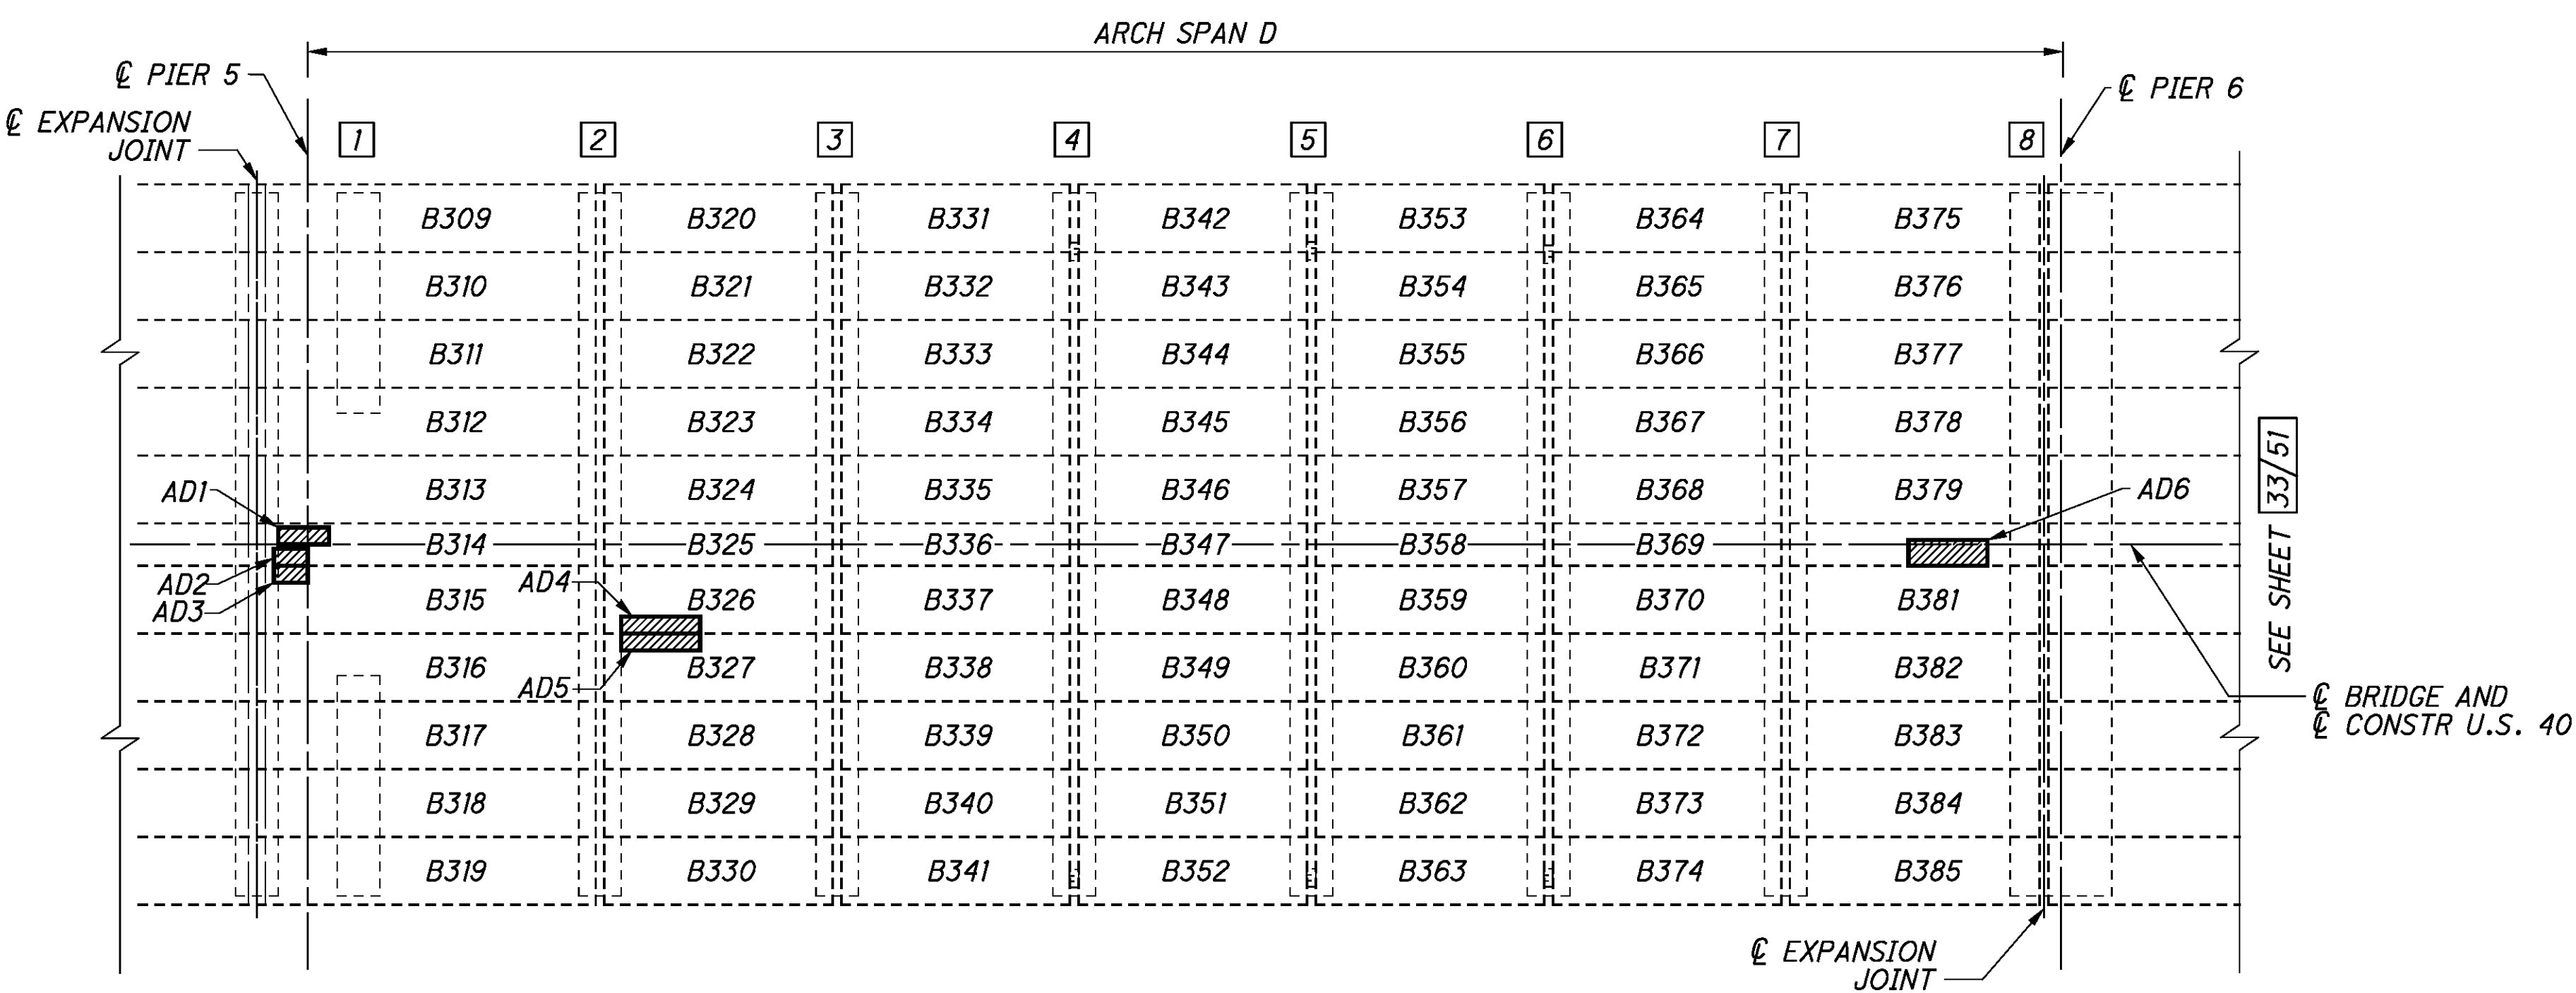 ARCH SPAN D
℄ PIER 5
℄ PIER 6
℄ EXPANSION
JOINT
1 2 3 4 5 6 7 8
B309 B320 B331 B342 B353 B364 B375
B310 B321 B332 B343 B354 B365 B376
B311 B322 B333 B344 B355 B366 B377
B312 B323 B334 B345 B356 B367 B378
AD1 B313 B324 B335 B346 B357 B368 B379 AD6
B314 B325 B336 B347 B358 B369
AD2 AD4
AD3 B315 B326 B337 B348 B359 B370 B381
B316 B327 B338 B349 B360 B371 B382
AD5
SEE SHEET 33/51
℄ BRIDGE AND
℄ CONSTR U.S. 40
B317 B328 B339 B350 B361 B372 B383
B318 B329 B340 B351 B362 B373 B384
B319 B330 B341 B352 B363 B374 B385
℄ EXPANSION
JOINT